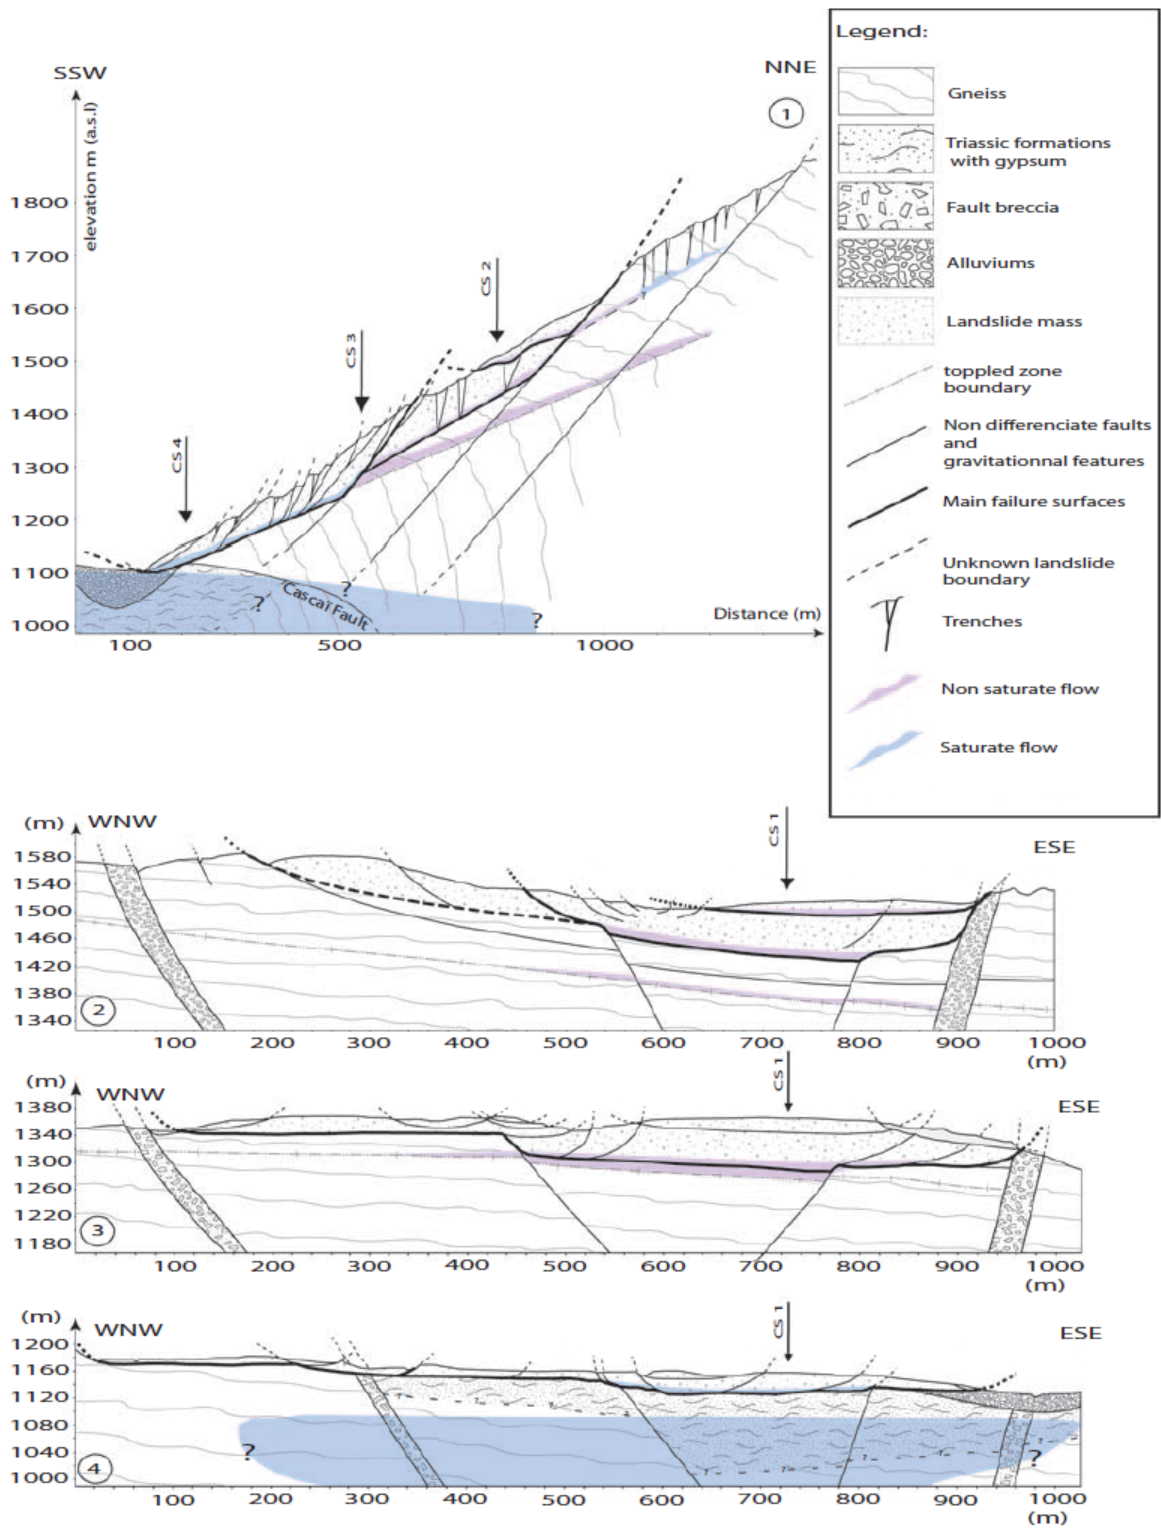 Legend:
Gneiss
Triassic formations
with gypsum
Fault breccia
Alluviums
Landslide mass
toppled zone
boundary
Non differenciate faults
and
gravitationnal features
Main failure surfaces
Unknown landslide
boundary
Trenches
Non saturate flow
Saturate flow
SSW
NNE
1
elevation m (a.s.l)
1800
1700
1600
1500
1400
1300
1200
1100
1000
CS 2
CS 3
CS 4
?
?
?
?
Cascaï Fault
Distance (m)
100
500
1000
(m)
WNW
CS 1
ESE
1580
1540
1500
1460
1420
1380
1340
2
100
200
300
400
500
600
700
800
900
1000
(m)
(m)
WNW
CS 1
ESE
1380
1340
1300
1260
1220
1180
3
100
200
300
400
500
600
700
800
900
1000
(m)
(m)
WNW
CS 1
ESE
1200
1160
1120
1080
1040
1000
4
?
?
?
?
?
?
?
?
?
?
?
100
200
300
400
500
600
700
800
900
1000
(m)